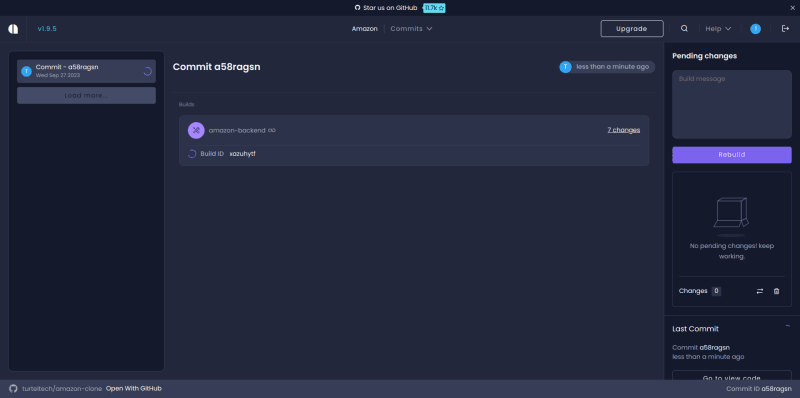 Star us on GitHub 11.7k
v1.9.5
Amazon
Commits
Upgrade
Help
T
T
Commit - a58ragsn
Wed Sep 27 2023
Load more...
Commit a58ragsn
T
less than a minute ago
Builds
amazon-backend
7 changes
Build ID xazuhytf
Pending changes
Build message
Rebuild
No pending changes! keep
working.
Changes 0
Last Commit
Commit a58ragsn
less than a minute ago
Go to view code
turteltech/amazon-clone Open With GitHub
Commit ID a58ragsn